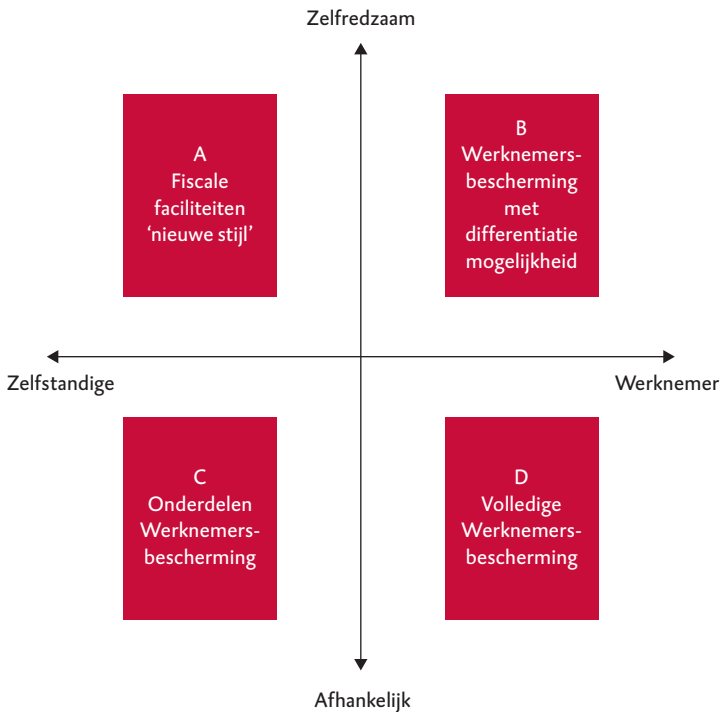 Zelfredzaam
A
Fiscale
faciliteiten
‘nieuwe stijl’
B
Werknemers-
bescherming
met
differentiatie
mogelijkheid
Zelfstandige
Werknemer
C
Onderdelen
Werknemers-
bescherming
D
Volledige
Werknemers-
bescherming
Afhankelijk